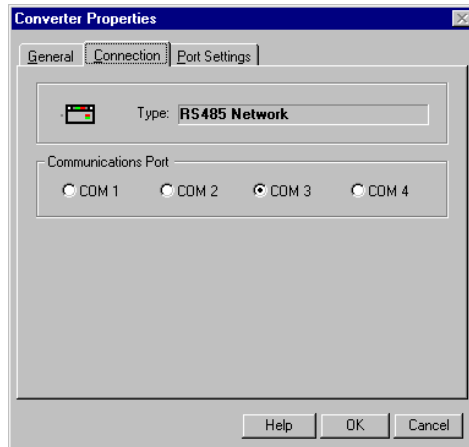 Converter Properties
General Connection Port Settings
Type: RS485 Network
Communications Port
COM 1 COM 2 COM 3 COM 4
Help OK Cancel